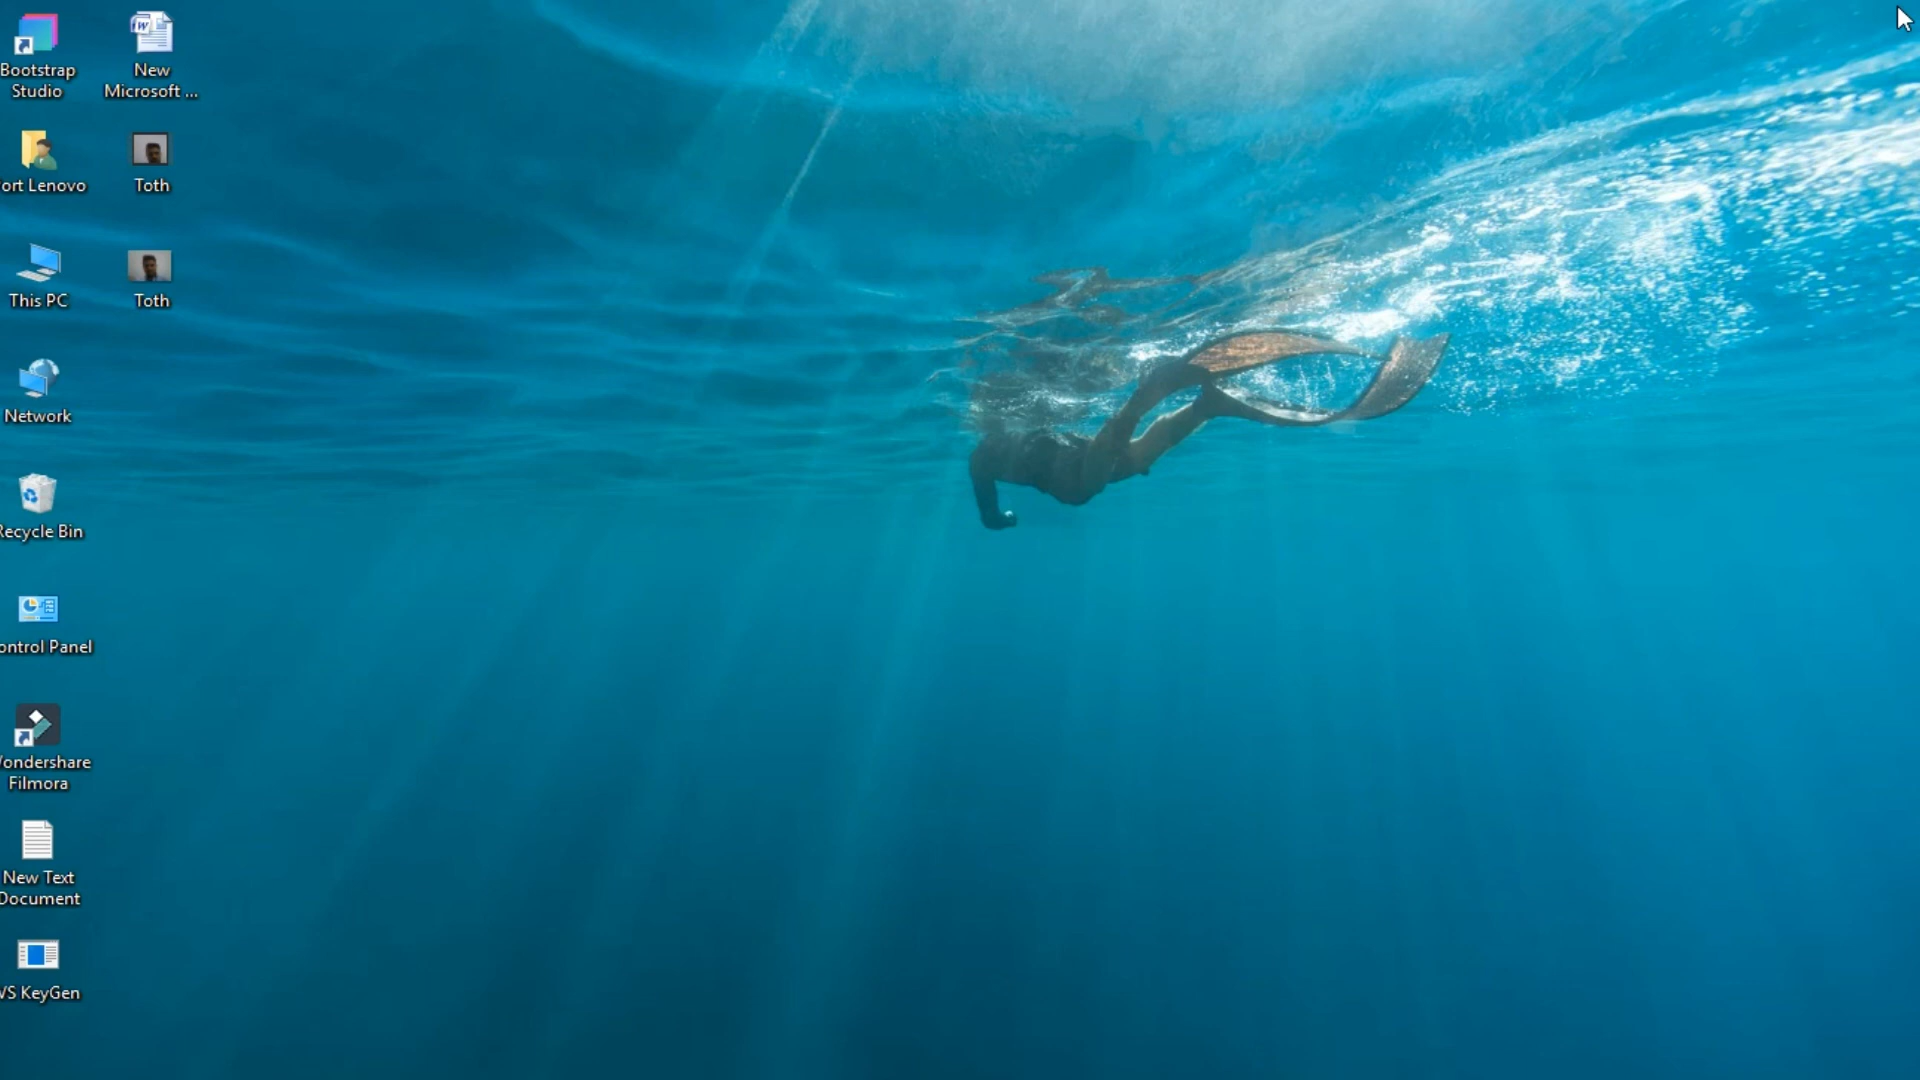 Bootstrap
Studio
New
Microsoft ...
ort Lenovo
Toth
This PC
Toth
Network
Recycle Bin
ontrol Panel
ondershare
Filmora
New Text
Document
VS KeyGen